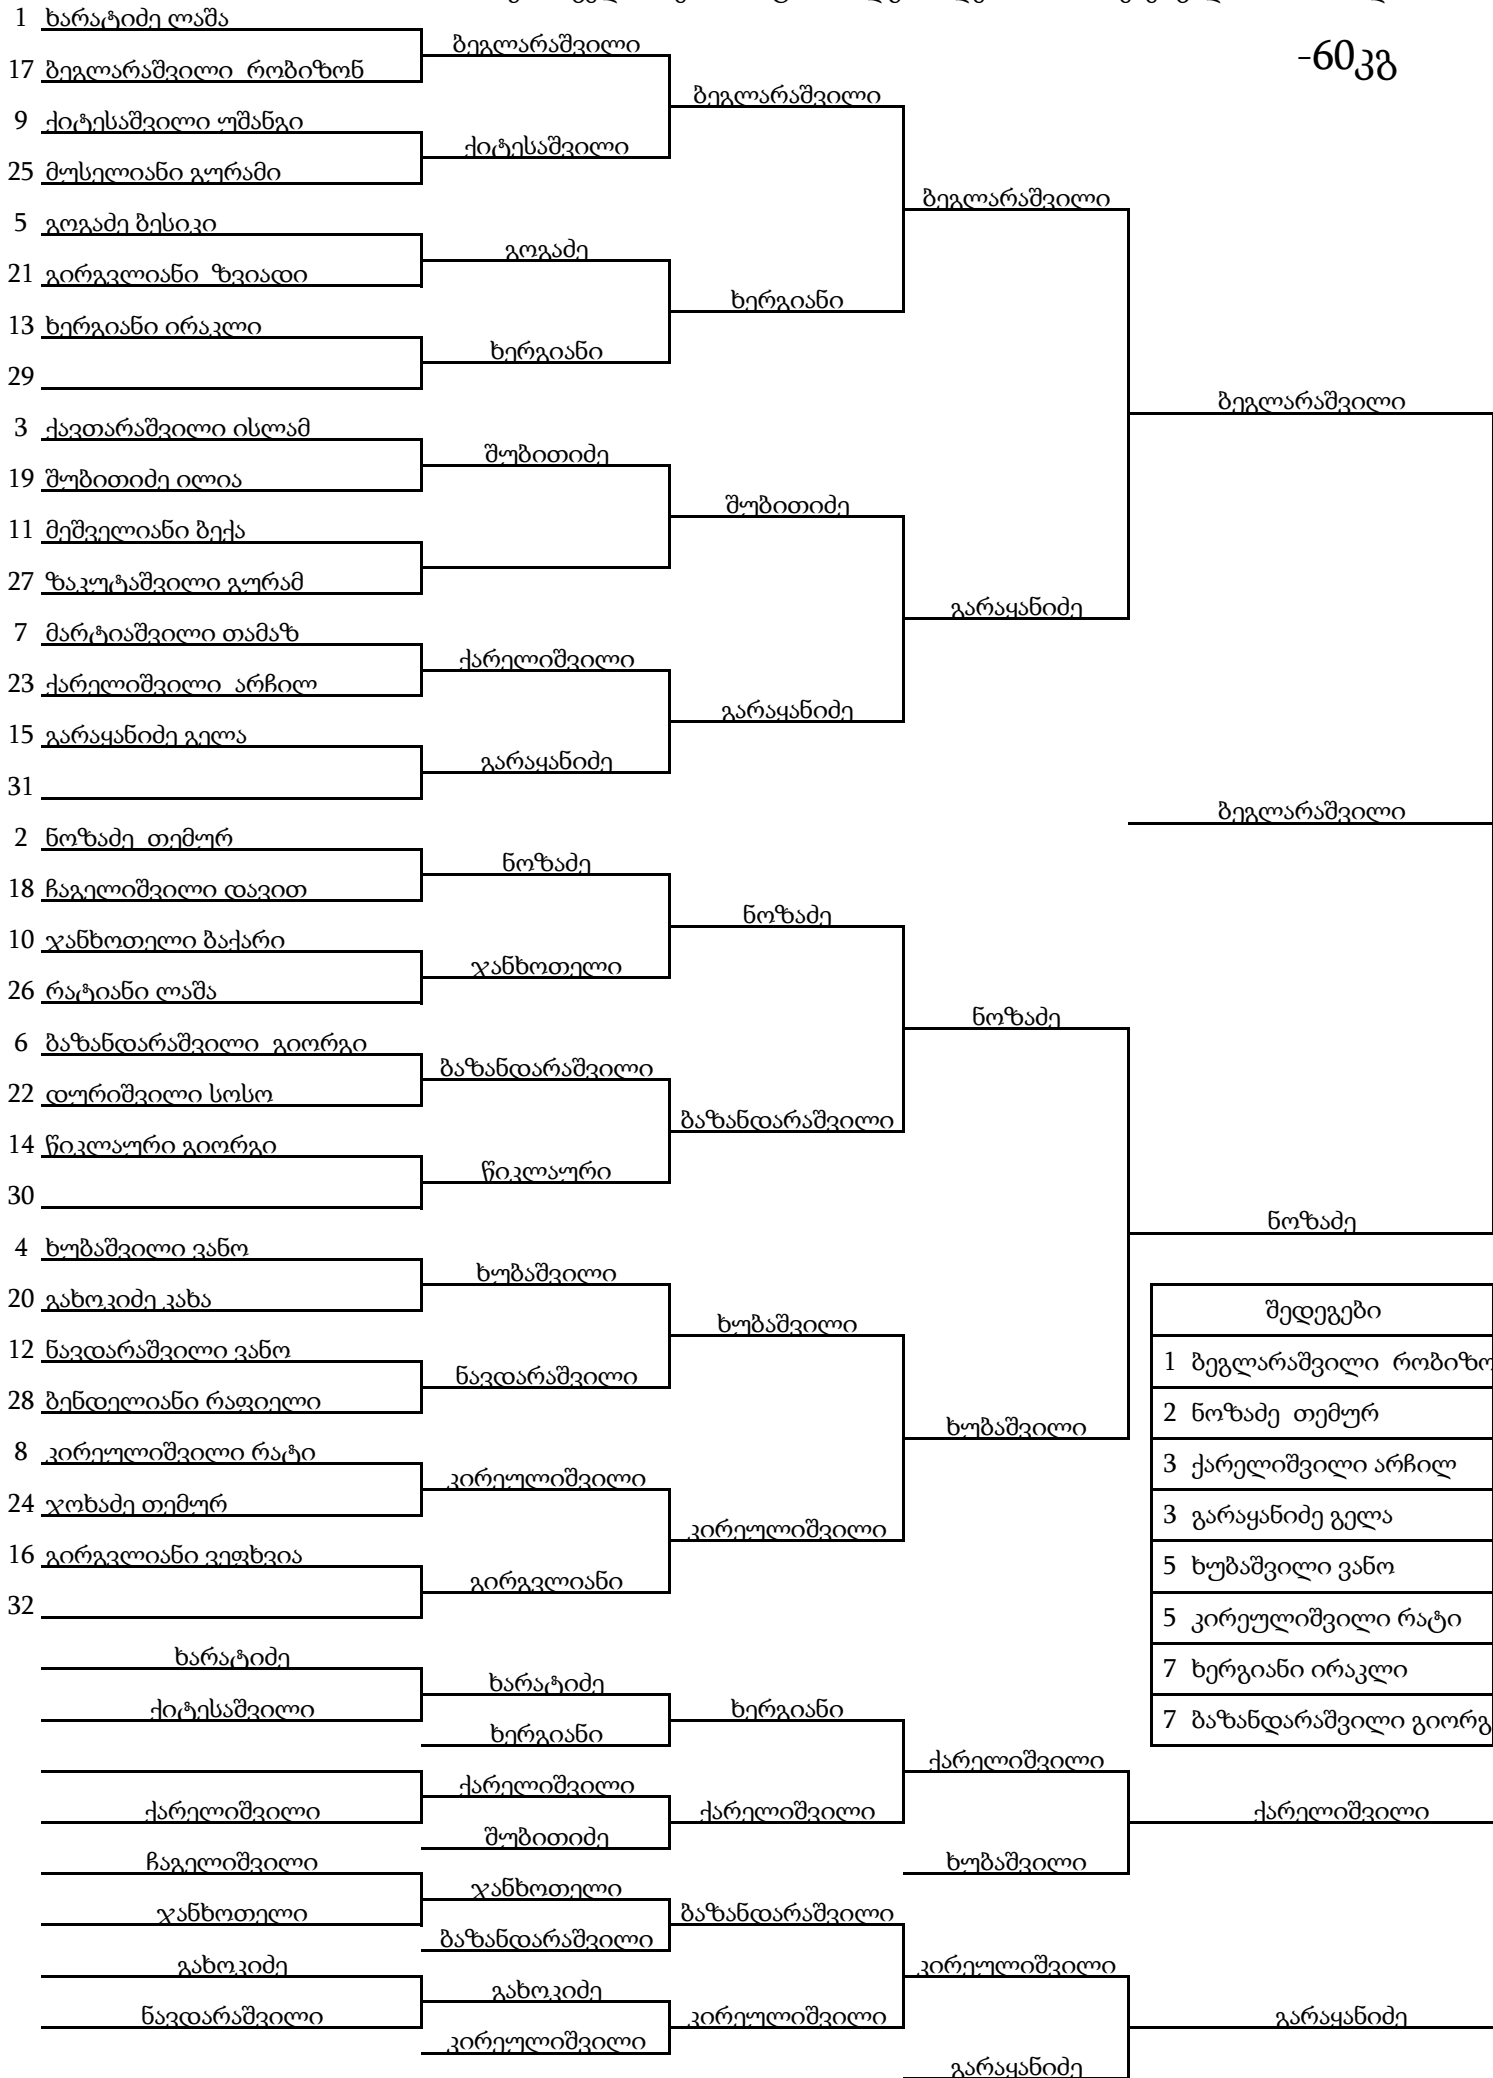 1 ხარატიძე ლაშა
17 ბეგლარაშვილი რობიზონ
9 ქიტესაშვილი უშანგი
25 მუსელიანი გურამი
5 გოგაძე ბესიკი
21 გირგვლიანი ზვიადი
13 ხერგიანი ირაკლი
29
3 ქავთარაშვილი ისლამ
19 შუბითიძე ილია
11 მეშველიანი ბექა
27 ზაკუტაშვილი გურამ
7 მარტიაშვილი თამაზ
23 ქარელიშვილი არჩილ
15 გარაყანიძე გელა
31
2 ნოზაძე თემურ
18 ჩაგელიშვილი დავით
10 ჯანხოთელი ბაქარი
26 რატიანი ლაშა
6 ბაზანდარაშვილი გიორგი
22 დურიშვილი სოსო
14 წიკლაური გიორგი
30
4 ხუბაშვილი ვანო
20 გახოკიძე კახა
12 ნავდარაშვილი ვანო
28 ბენდელიანი რაფიელი
8 კირეულიშვილი რატი
24 ჯოხაძე თემურ
16 გირგვლიანი ვეფხვია
32
ბეგლარაშვილი
ქიტესაშვილი
გოგაძე
ხერგიანი
შუბითიძე
ქარელიშვილი
გარაყანიძე
ნოზაძე
ჯანხოთელი
ბაზანდარაშვილი
წიკლაური
ხუბაშვილი
ნავდარაშვილი
კირეულიშვილი
გირგვლიანი
ბეგლარაშვილი
ხერგიანი
შუბითიძე
გარაყანიძე
ნოზაძე
ბაზანდარაშვილი
ხუბაშვილი
კირეულიშვილი
ბეგლარაშვილი
გარაყანიძე
ნოზაძე
ხუბაშვილი
-60კგ
ბეგლარაშვილი
ბეგლარაშვილი
ნოზაძე
შედეგები
1 ბეგლარაშვილი რობიზო
2 ნოზაძე თემურ
3 ქარელიშვილი არჩილ
3 გარაყანიძე გელა
5 ხუბაშვილი ვანო
5 კირეულიშვილი რატი
7 ხერგიანი ირაკლი
7 ბაზანდარაშვილი გიორგ
ხარატიძე
ქიტესაშვილი
ქარელიშვილი
ჩაგელიშვილი
ჯანხოთელი
გახოკიძე
ნავდარაშვილი
ხარატიძე
ხერგიანი
ქარელიშვილი
შუბითიძე
ჯანხოთელი
ბაზანდარაშვილი
გახოკიძე
კირეულიშვილი
ხერგიანი
ქარელიშვილი
ბაზანდარაშვილი
კირეულიშვილი
ქარელიშვილი
ხუბაშვილი
კირეულიშვილი
გარაყანიძე
ქარელიშვილი
გარაყანიძე